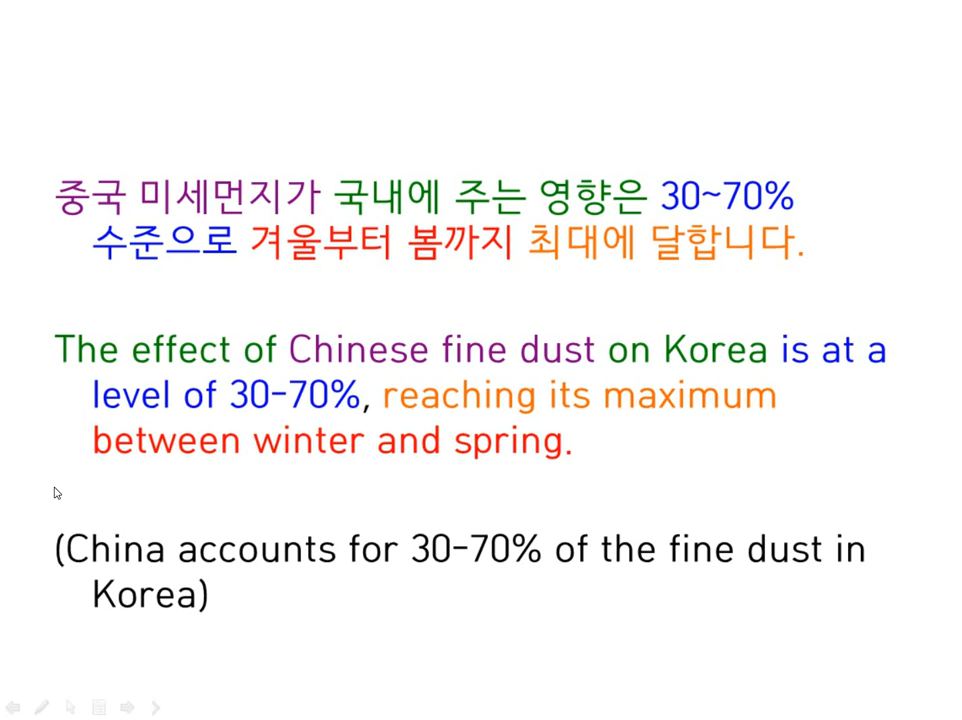 중국 미세먼지가 국내에 주는 영향은 30~70%
수준으로 겨울부터 봄까지 최대에 달합니다.
The effect of Chinese fine dust on Korea is at a
level of 30-70%, reaching its maximum
between winter and spring.
(China accounts for 30-70% of the fine dust in
Korea)